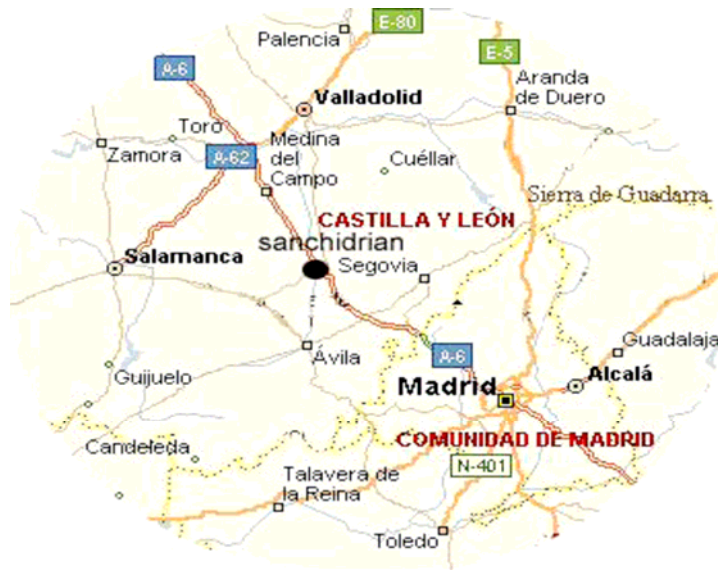 E-80
Palencia
A-6
E-5
Aranda
de Duero
Valladolid
Toro
Medina
del
Campo
Zamora
A-62
Cuéllar
Sierra de Guadarra
CASTILLA Y LEÓN
sanchidrian
Salamanca
Segovia
Ávila
A-6
Guadalaja
Guijuelo
Madrid
Alcalá
COMUNIDAD DE MADRID
Candeleda
N-401
Talavera de
la Reina
Toledo